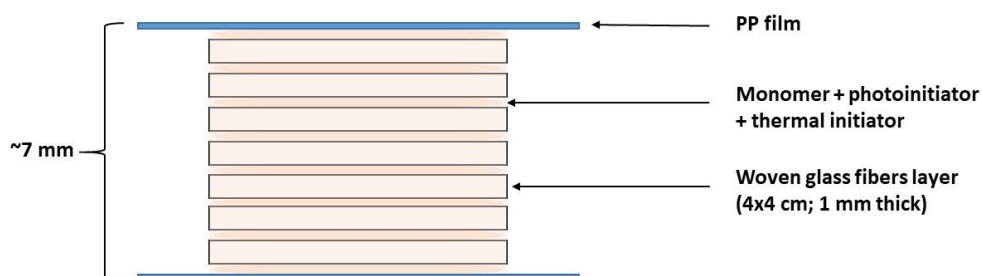 PP film
Monomer + photoinitiator
+ thermal initiator
~7 mm
Woven glass fibers layer
(4x4 cm; 1 mm thick)